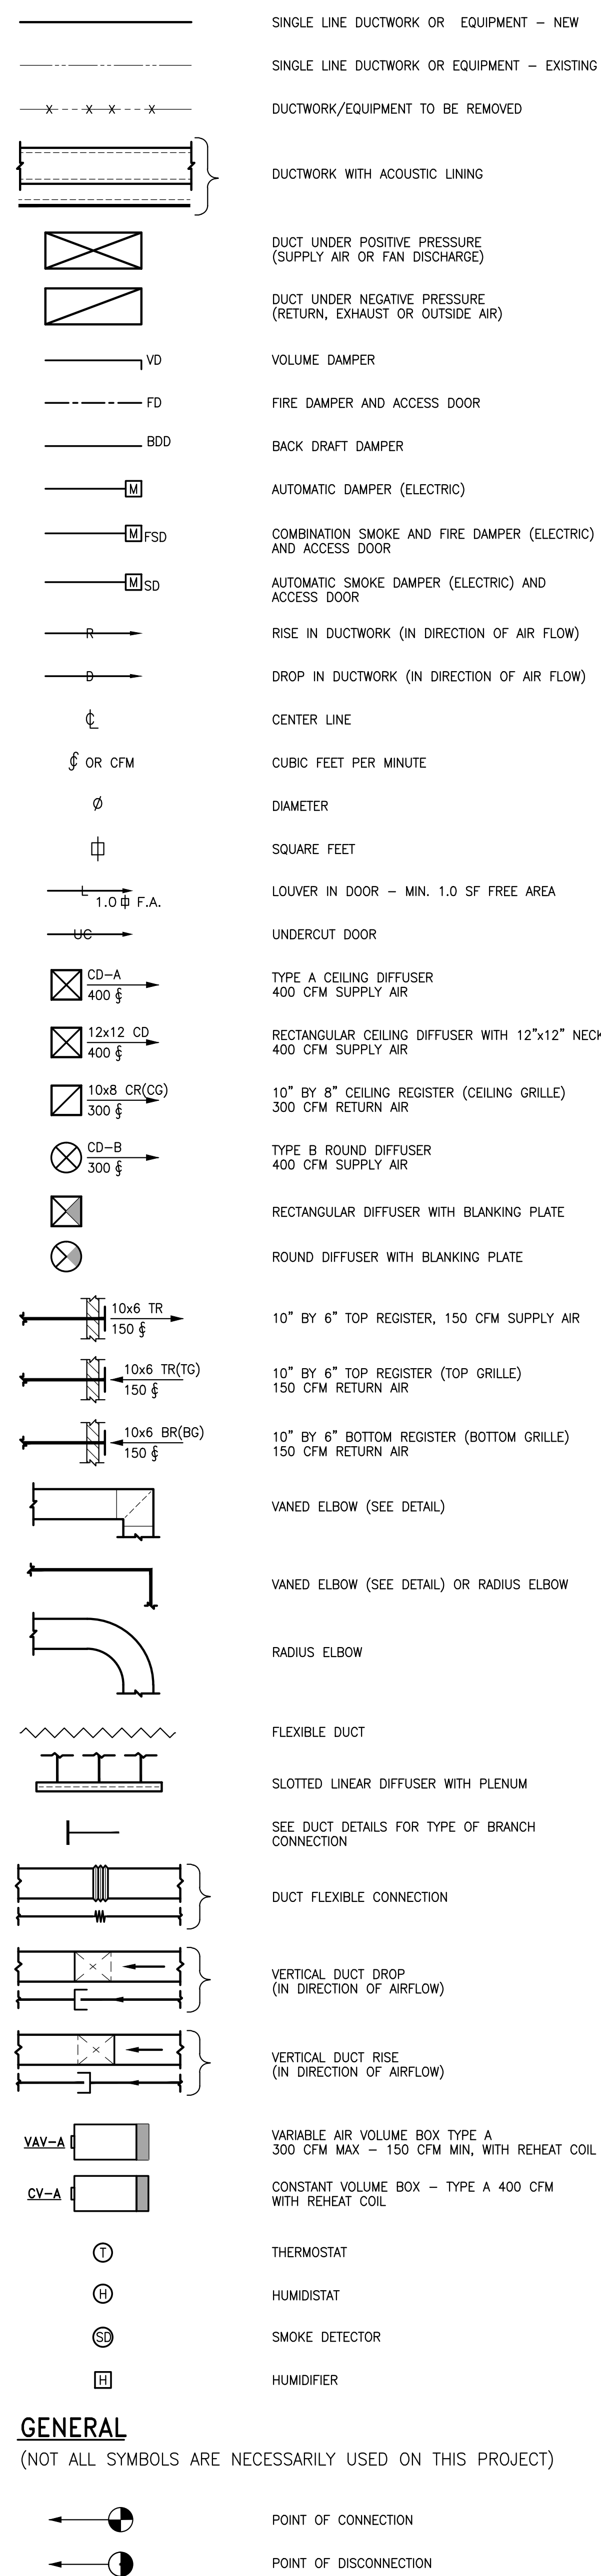 SINGLE LINE DUCTWORK OR EQUIPMENT – NEW
SINGLE LINE DUCTWORK OR EQUIPMENT – EXISTING
X X X X DUCTWORK/EQUIPMENT TO BE REMOVED
DUCTWORK WITH ACOUSTIC LINING
DUCT UNDER POSITIVE PRESSURE
(SUPPLY AIR OR FAN DISCHARGE)
DUCT UNDER NEGATIVE PRESSURE
(RETURN, EXHAUST OR OUTSIDE AIR)
VD VOLUME DAMPER
FD FIRE DAMPER AND ACCESS DOOR
BDD BACK DRAFT DAMPER
M AUTOMATIC DAMPER (ELECTRIC)
M FSD COMBINATION SMOKE AND FIRE DAMPER (ELECTRIC)
AND ACCESS DOOR
M SD AUTOMATIC SMOKE DAMPER (ELECTRIC) AND
ACCESS DOOR
R RISE IN DUCTWORK (IN DIRECTION OF AIR FLOW)
D DROP IN DUCTWORK (IN DIRECTION OF AIR FLOW)
℄ CENTER LINE
OR CFM CUBIC FEET PER MINUTE
Ø DIAMETER
SQUARE FEET
L LOUVER IN DOOR – MIN. 1.0 SF FREE AREA
1.0 F.A.
UC UNDERCUT DOOR
CD–A TYPE A CEILING DIFFUSER
400 400 CFM SUPPLY AIR
12x12 CD RECTANGULAR CEILING DIFFUSER WITH 12"x12" NECK
400 400 CFM SUPPLY AIR
10x8 CR(CG) 10" BY 8" CEILING REGISTER (CEILING GRILLE)
300 300 CFM RETURN AIR
CD–B TYPE B ROUND DIFFUSER
300 400 CFM SUPPLY AIR
RECTANGULAR DIFFUSER WITH BLANKING PLATE
ROUND DIFFUSER WITH BLANKING PLATE
10x6 TR
150 10" BY 6" TOP REGISTER, 150 CFM SUPPLY AIR
10x6 TR(TG) 10" BY 6" TOP REGISTER (TOP GRILLE)
150 150 CFM RETURN AIR
10x6 BR(BG) 10" BY 6" BOTTOM REGISTER (BOTTOM GRILLE)
150 150 CFM RETURN AIR
VANED ELBOW (SEE DETAIL)
VANED ELBOW (SEE DETAIL) OR RADIUS ELBOW
RADIUS ELBOW
FLEXIBLE DUCT
SLOTTED LINEAR DIFFUSER WITH PLENUM
SEE DUCT DETAILS FOR TYPE OF BRANCH
CONNECTION
DUCT FLEXIBLE CONNECTION
VERTICAL DUCT DROP
(IN DIRECTION OF AIRFLOW)
VERTICAL DUCT RISE
(IN DIRECTION OF AIRFLOW)
VAV–A VARIABLE AIR VOLUME BOX TYPE A
300 CFM MAX – 150 CFM MIN, WITH REHEAT COIL
CV–A CONSTANT VOLUME BOX – TYPE A 400 CFM
WITH REHEAT COIL
T THERMOSTAT
H HUMIDISTAT
SD SMOKE DETECTOR
H HUMIDIFIER
GENERAL
(NOT ALL SYMBOLS ARE NECESSARILY USED ON THIS PROJECT)
POINT OF CONNECTION
POINT OF DISCONNECTION